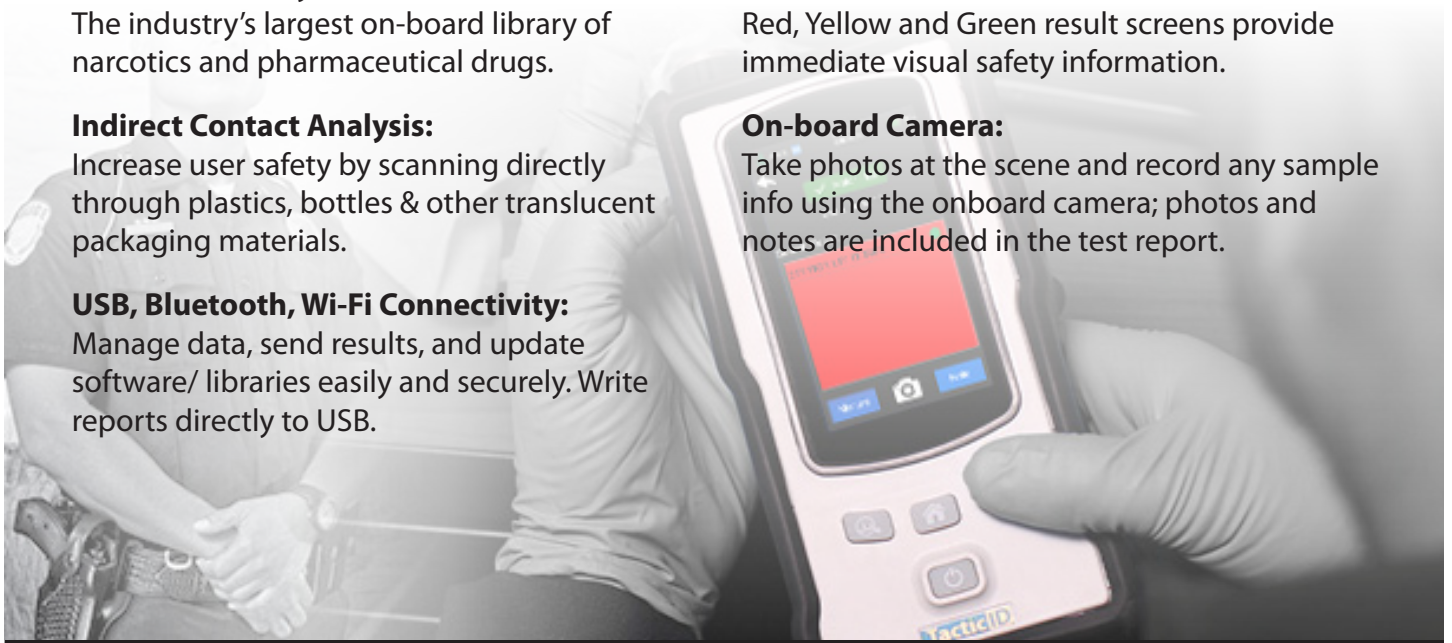 The industry’s largest on-board library of
narcotics and pharmaceutical drugs.
Indirect Contact Analysis:
Increase user safety by scanning directly
through plastics, bottles & other translucent
packaging materials.
USB, Bluetooth, Wi-Fi Connectivity:
Manage data, send results, and update
software/ libraries easily and securely. Write
reports directly to USB.
Red, Yellow and Green result screens provide
immediate visual safety information.
On-board Camera:
Take photos at the scene and record any sample
info using the onboard camera; photos and
notes are included in the test report.
TacticID